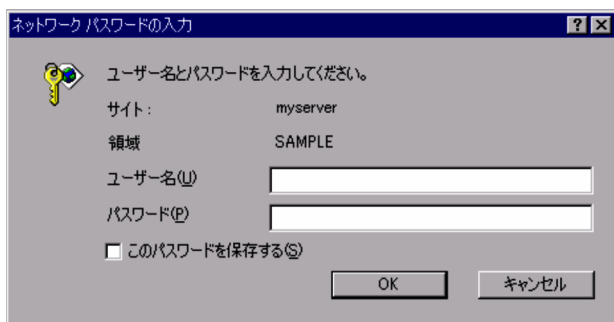 ネットワーク パスワードの入力
ユーザー名とパスワードを入力してください。
サイト: myserver
領域 SAMPLE
ユーザー名(U)
パスワード(P)
このパスワードを保存する(S)
OK キャンセル